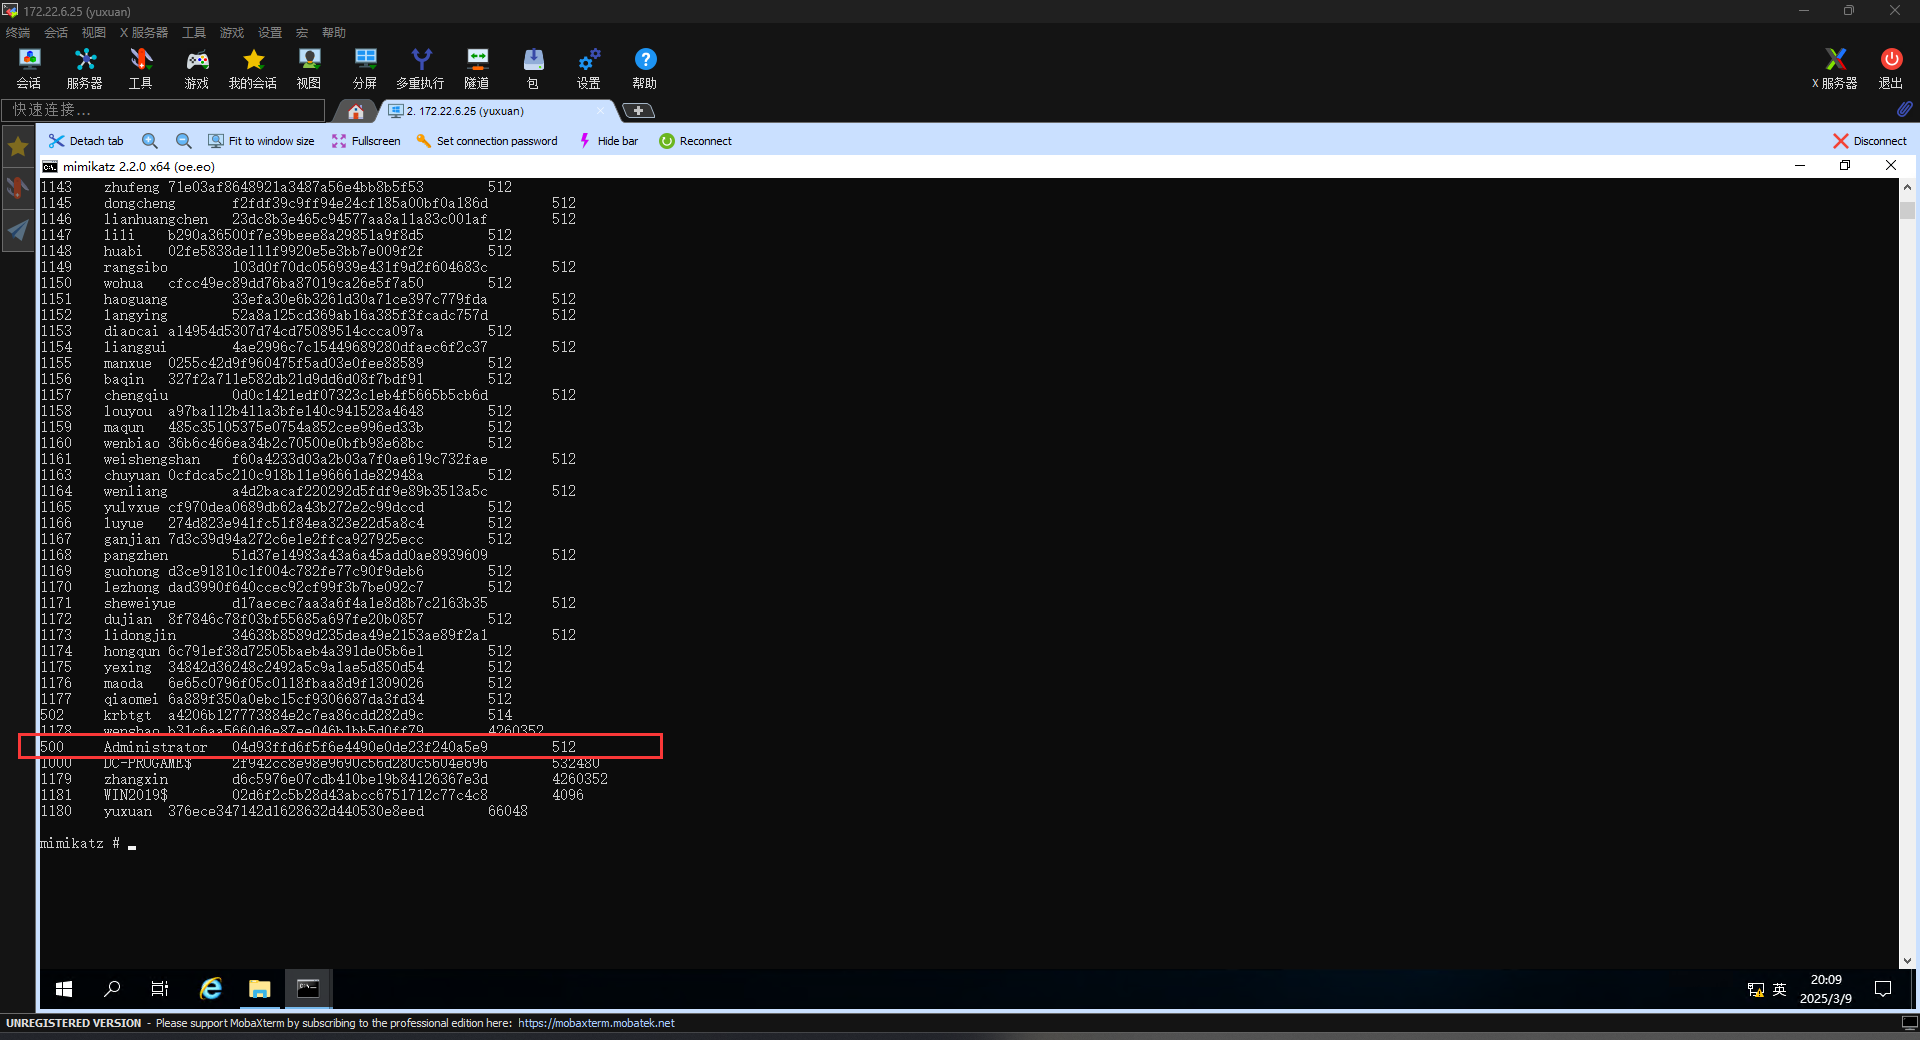 172.22.6.25 (yuxuan)
终端 会话 视图 X 服务器 工具 游戏 设置 宏 帮助
会话 服务器 工具 游戏 我的会话 视图 分屏 多重执行 隧道 包 设置 帮助 X 服务器 退出
快速连接...
2. 172.22.6.25 (yuxuan)
Detach tab Fit to window size Fullscreen Set connection password Hide bar Reconnect Disconnect
mimikatz 2.2.0 x64 (oe.eo)
1143 zhufeng 71e03af8648921a3487a56e4bb8b5f53 512
1145 dongcheng f2fdf39c9ff94e24cf185a00bf0a186d 512
1146 lianhuangchen 23dc8b3e465c94577aa8a11a83c001af 512
1147 lili b290a36500f7e39beee8a29851a9f8d5 512
1148 huabi 02fe5838de111f9920e5e3bb7e009f2f 512
1149 rangsibo 103d0f70dc056939e431f9d2f604683c 512
1150 wohua cfcc49ec89dd76ba87019ca26e5f7a50 512
1151 haoguang 33efa30e6b3261d30a71ce397c779fda 512
1152 langying 52a8a125cd369ab16a385f3fcadc757d 512
1153 diaocai a14954d5307d74cd75089514ccca097a 512
1154 lianggui 4ae2996c7c15449689280dfaec6f2c37 512
1155 manxue 0255c42d9f960475f5ad03e0fee88589 512
1156 baqin 327f2a711e582db21d9dd6d08f7bdf91 512
1157 chengqiu 0d0c1421edf07323c1eb4f5665b5cb6d 512
1158 louyou a97ba112b411a3bfe140c941528a4648 512
1159 maqun 485c35105375e0754a852cee996ed33b 512
1160 wenbiao 36b6c466ea34b2c70500e0bfb98e68bc 512
1161 weishengshan f60a4233d03a2b03a7f0ae619c732fae 512
1163 chuyuan 0cfdca5c210c918b11e96661de82948a 512
1164 wenliang a4d2bacaf220292d5fdf9e89b3513a5c 512
1165 yulvxue cf970dea0689db62a43b272e2c99dccd 512
1166 luyue 274d823e941fc51f84ea323e22d5a8c4 512
1167 ganjian 7d3c39d94a272c6e1e2ffca927925ecc 512
1168 pangzhen 51d37e14983a43a6a45add0ae8939609 512
1169 guohong d3ce91810c1f004c782fe77c90f9deb6 512
1170 lezhong dad3990f640ccec92cf99f3b7be092c7 512
1171 sheweiyue d17aecec7aa3a6f4a1e8d8b7c2163b35 512
1172 dujian 8f7846c78f03bf55685a697fe20b0857 512
1173 lidongjin 34638b8589d235dea49e2153ae89f2a1 512
1174 hongqun 6c791ef38d72505baeb4a391de05b6e1 512
1175 yexing 34842d36248c2492a5c9a1ae5d850d54 512
1176 maoda 6e65c0796f05c0118fbaa8d9f1309026 512
1177 qiaomei 6a889f350a0ebc15cf9306687da3fd34 512
502 krbtgt a4206b127773884e2c7ea86cdd282d9c 514
1178 wenshao b31c6aa5660d6e87ee046b1bb5d0ff79 4260352
500 Administrator 04d93ffd6f5f6e4490e0de23f240a5e9 512
1000 DC-PROGAME$ 2f942cc8e98e9690c56d280c5604e696 532480
1179 zhangxin d6c5976e07cdb410be19b84126367e3d 4260352
1181 WIN2019$ 02d6f2c5b28d43abcc6751712c77c4c8 4096
1180 yuxuan 376ece347142d1628632d440530e8eed 66048
mimikatz #
英
20:09
2025/3/9
UNREGISTERED VERSION - Please support MobaXterm by subscribing to the professional edition here: https://mobaxterm.mobatek.net